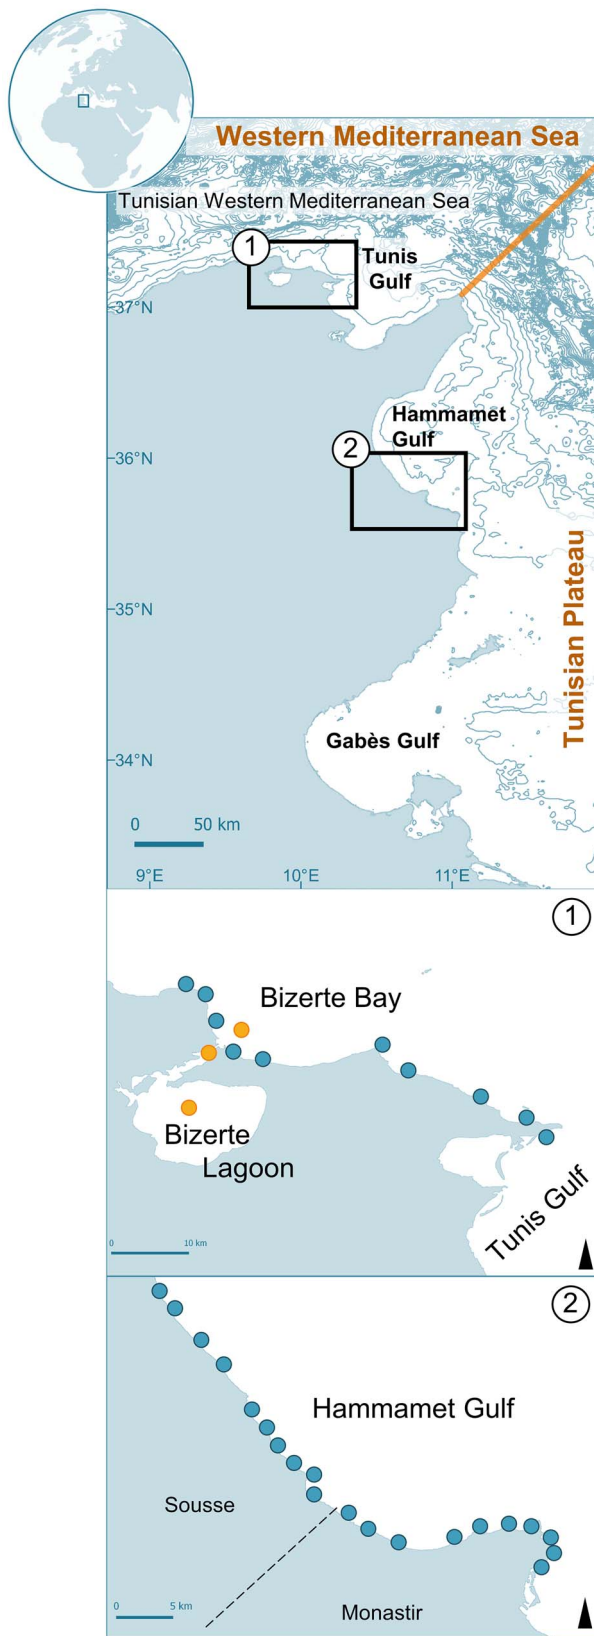 Western Mediterranean Sea
Tunisian Western Mediterranean Sea
1
Tunis
Gulf
37°N
Hammamet
Gulf
2
36°N
Tunisian Plateau
35°N
Gabès Gulf
34°N
0 50 km
9°E 10°E 11°E
1
Bizerte Bay
Bizerte
Lagoon
Tunis Gulf
0 10 km
2
Hammamet Gulf
Sousse
0 5 km
Monastir